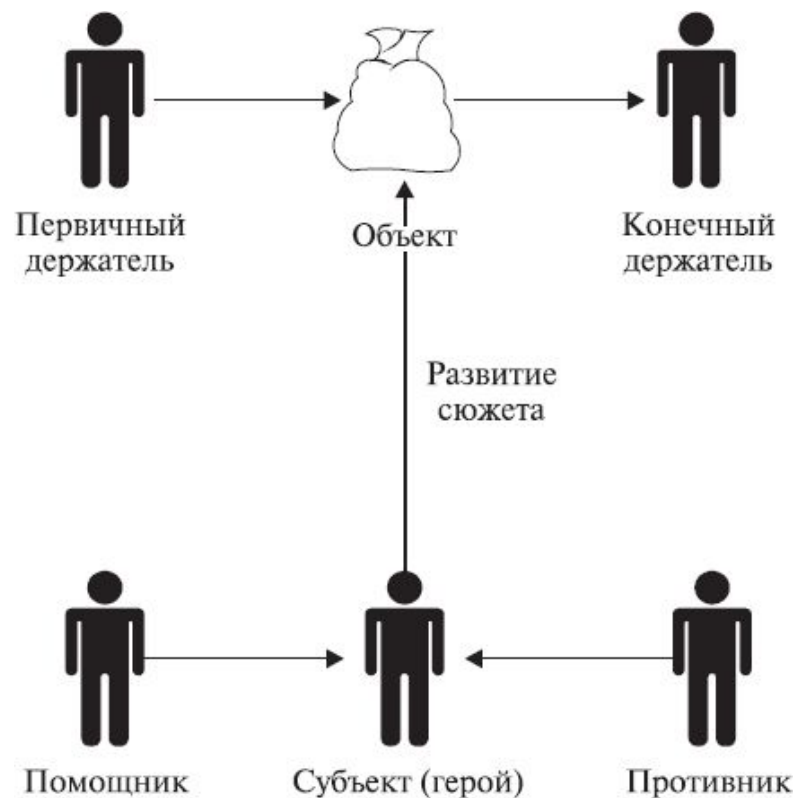 Первичный
держатель
Объект
Конечный
держатель
Развитие
сюжета
Помощник
Субъект (герой)
Противник